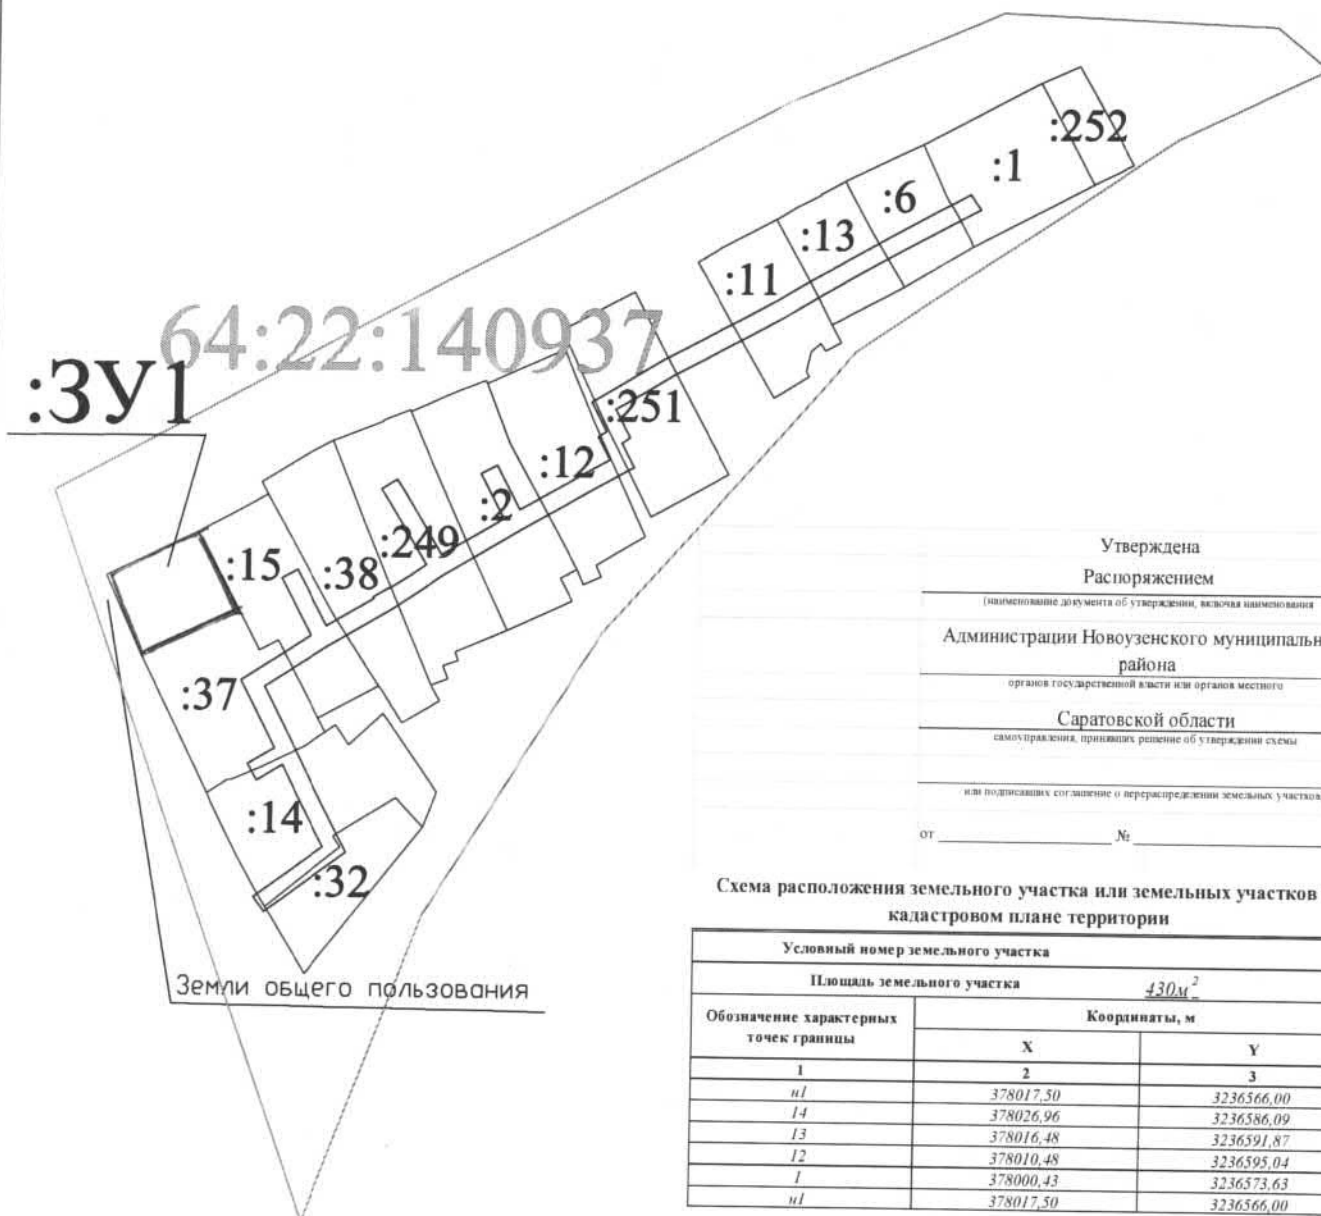 :252
:1
:6
:13
:11
64:22:140937
:ЗУ1
:251
:12
:2
:249
:38
:15
:37
:14
:32
Земли общего пользования
Утверждена
Распоряжением
(наименование документа об утверждении, включая наименования
Администрации Новоузенского муниципальн
района
органов государственной власти или органов местного
Саратовской области
самоуправления, принявших решение об утверждении схемы
или подписавших соглашение о перераспределении земельных участков
от № 
Схема расположения земельного участка или земельных участков
кадастровом плане территории
Условный номер земельного участка
Площадь земельного участка 430м²
Обозначение характерных точек границы Координаты, м
X Y
1 2 3
н1 378017,50 3236566,00
14 378026,96 3236586,09
13 378016,48 3236591,87
12 378010,48 3236595,04
1 378000,43 3236573,63
н1 378017,50 3236566,00